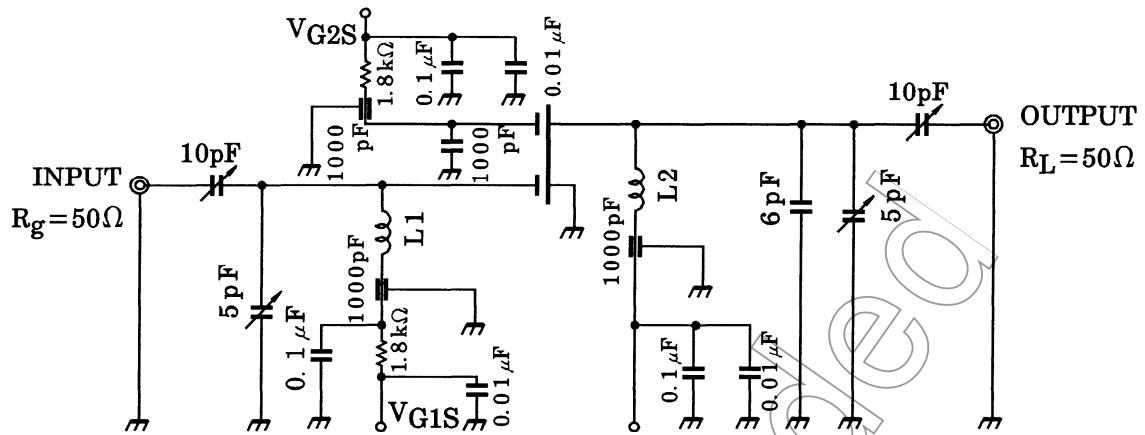 VG2S
1.8kΩ
0.1μF
0.01μF
1000
pF
1000
pF
10pF
INPUT
Rg=50Ω
L1
1000pF
5pF
0.1μF
1.8kΩ
0.01μF
VG1S
10pF
OUTPUT
RL=50Ω
L2
1000pF
6pF
5pF
0.1μF
0.01μF
ded